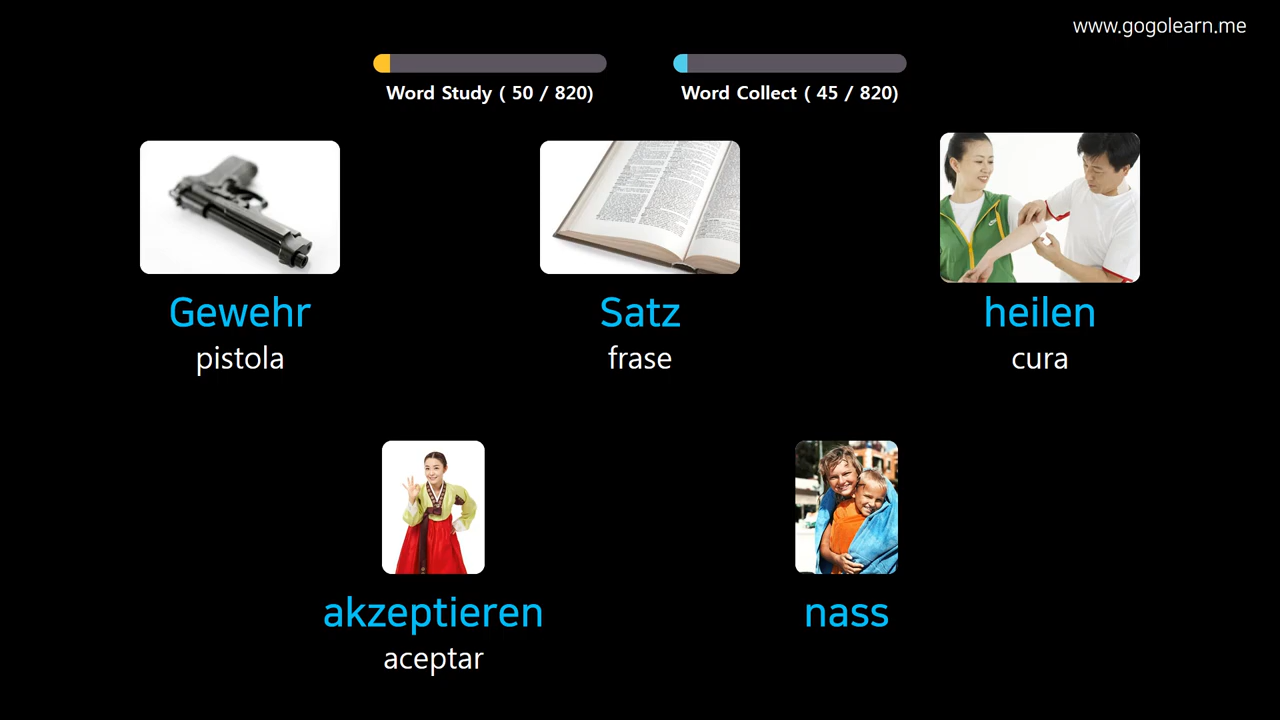 www.gogolearn.me
Word Study ( 50 / 820)
Word Collect ( 45 / 820)
Gewehr
pistola
Satz
frase
heilen
cura
akzeptieren
aceptar
nass